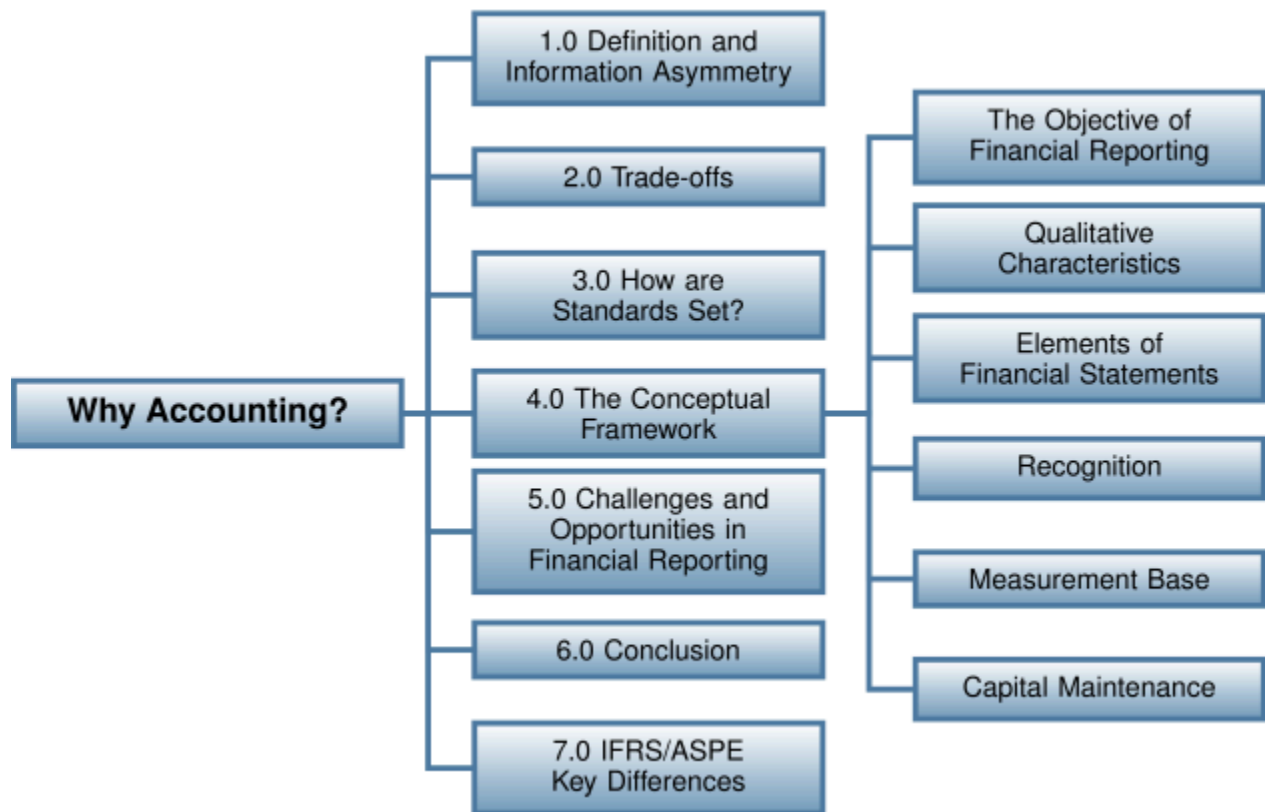 Why Accounting?
1.0 Definition and
Information Asymmetry
2.0 Trade-offs
3.0 How are
Standards Set?
4.0 The Conceptual
Framework
5.0 Challenges and
Opportunities in
Financial Reporting
6.0 Conclusion
7.0 IFRS/ASPE
Key Differences
The Objective of
Financial Reporting
Qualitative
Characteristics
Elements of
Financial Statements
Recognition
Measurement Base
Capital Maintenance